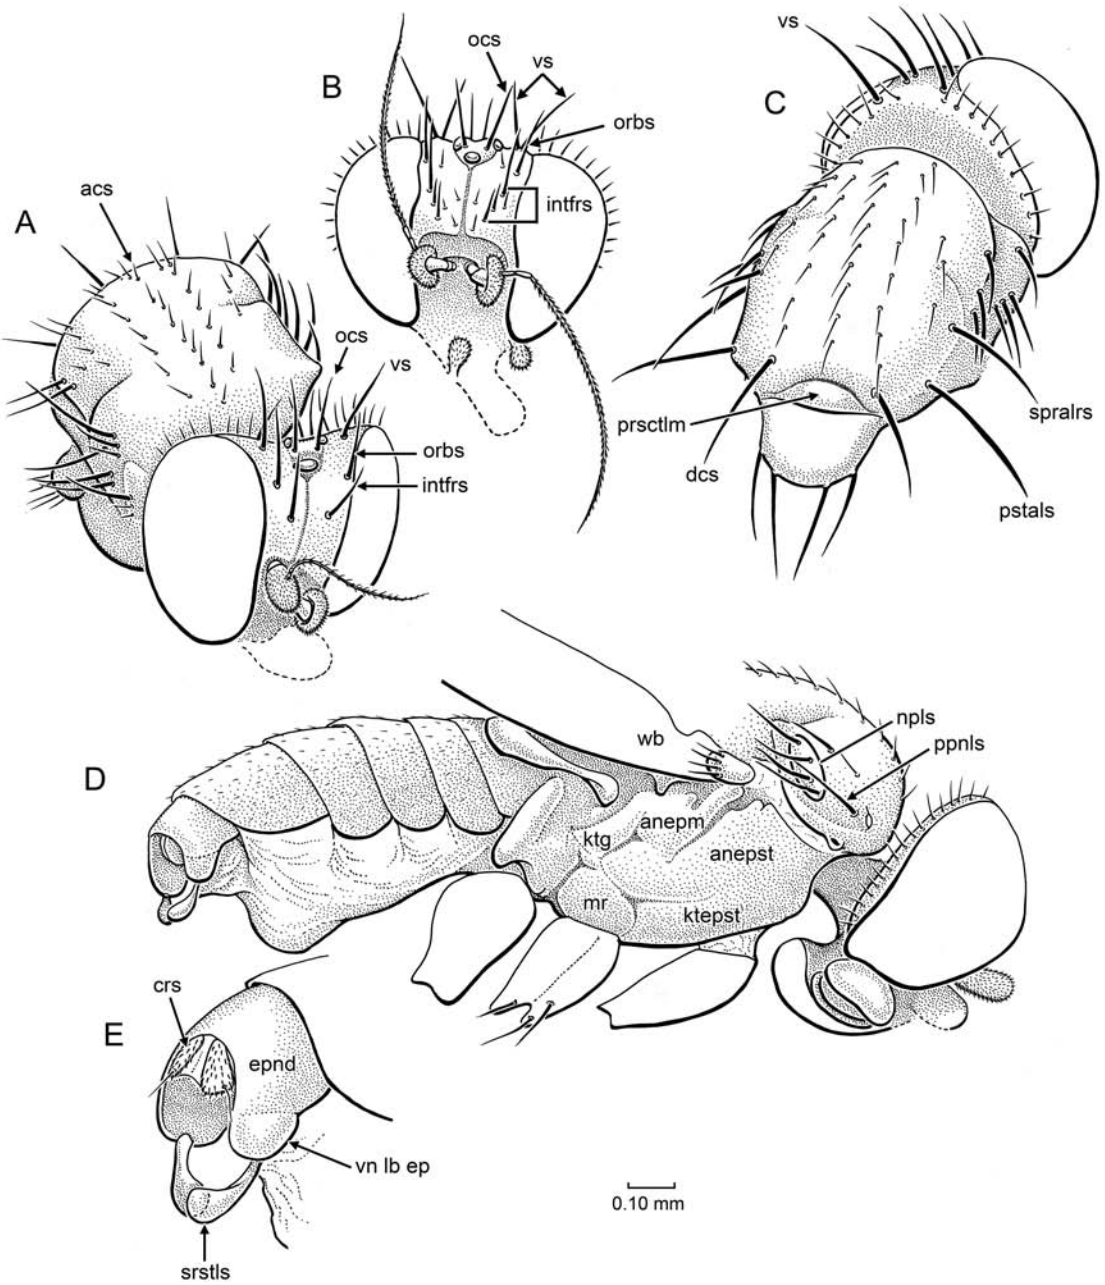 A
acs
ocs
vs
orbs
intfrs
B
ocs
vs
orbs
intfrs
C
vs
prsctlm
dcs
spralrs
pstals
D
wb
npls
ppnls
ktg
anepm
anepst
mr
ktepst
E
crs
epnd
vn lb ep
srstls
0.10 mm